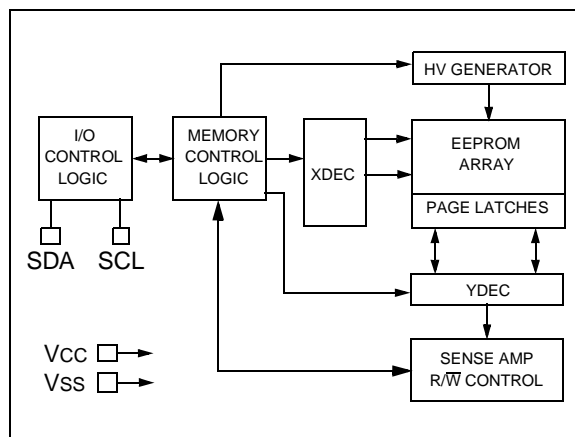 HV GENERATOR
I/O
CONTROL
LOGIC
MEMORY
CONTROL
LOGIC
XDEC
EEPROM
ARRAY
PAGE LATCHES
SDA
SCL
YDEC
VCC
VSS
SENSE AMP
R/W̅ CONTROL